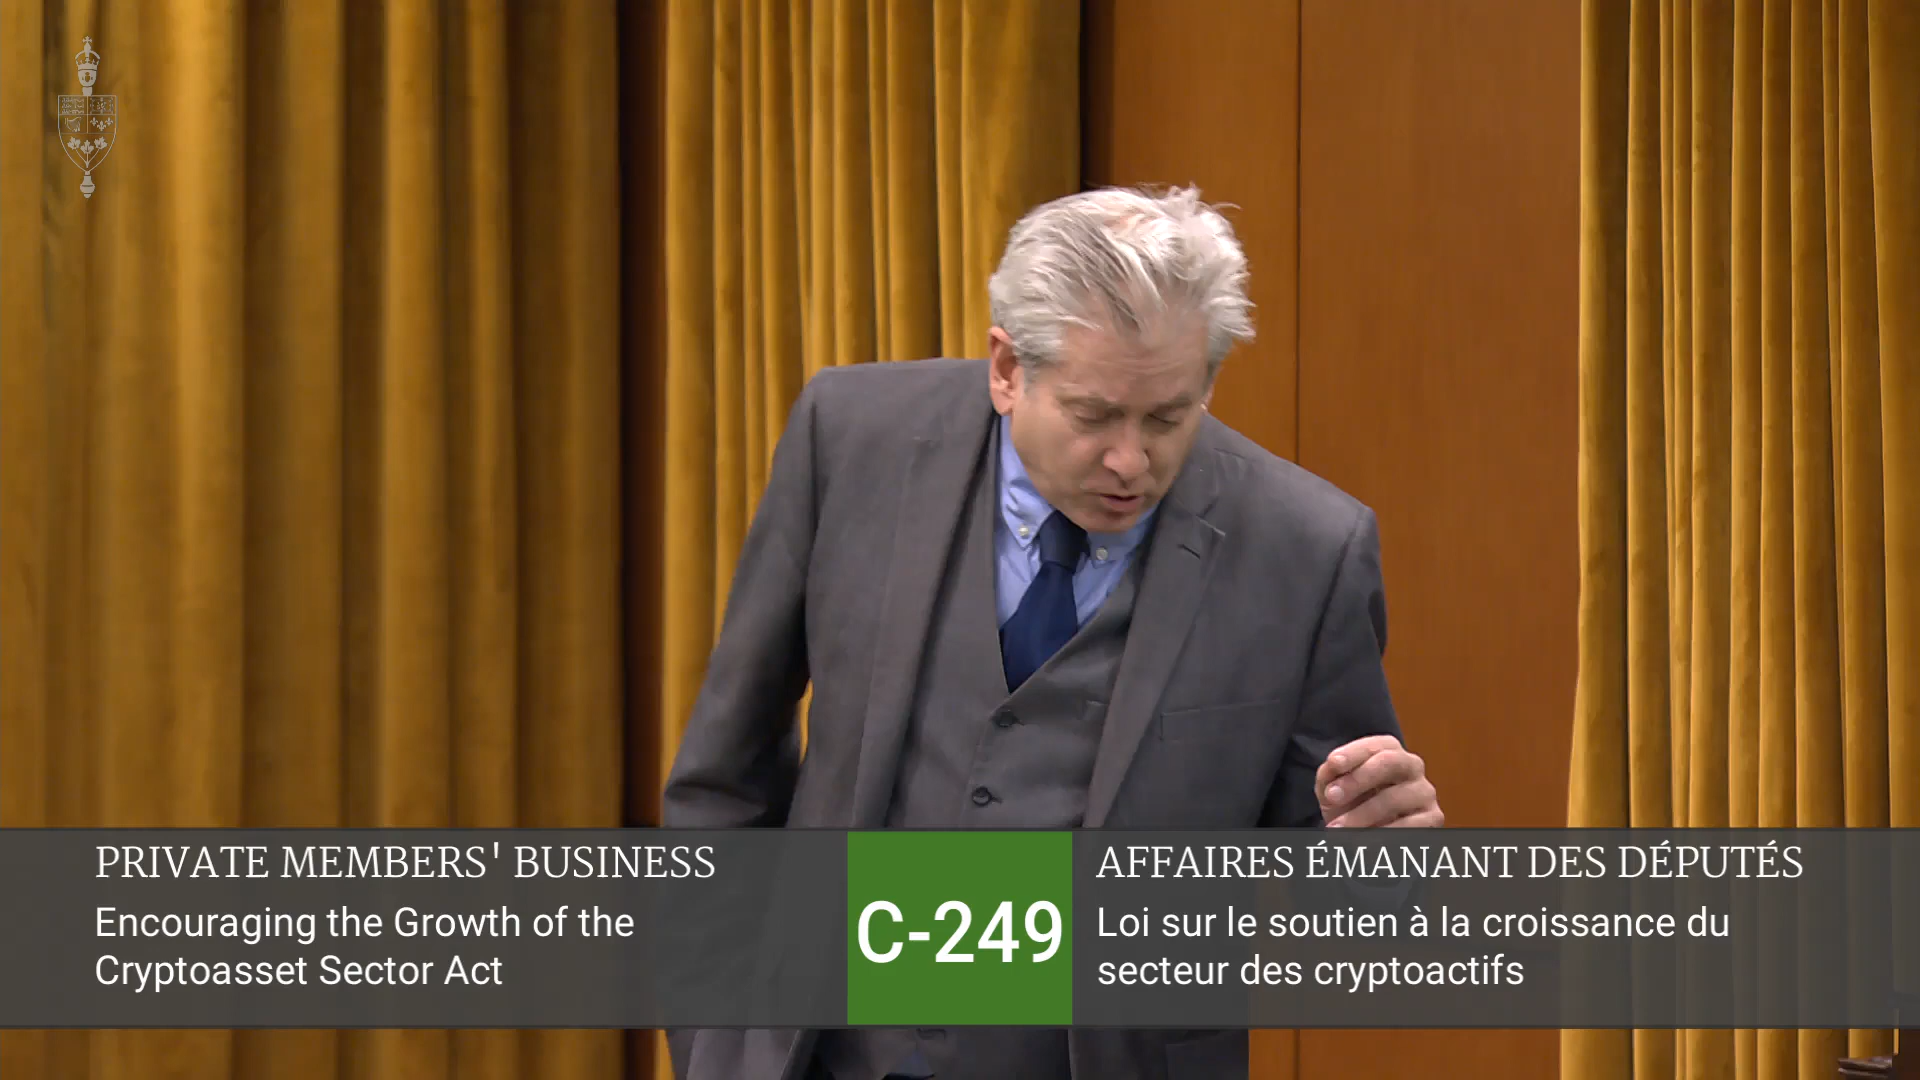 PRIVATE MEMBERS' BUSINESS
Encouraging the Growth of the
Cryptoasset Sector Act
C-249
AFFAIRES ÉMANANT DES DÉPUTÉS
Loi sur le soutien à la croissance du
secteur des cryptoactifs